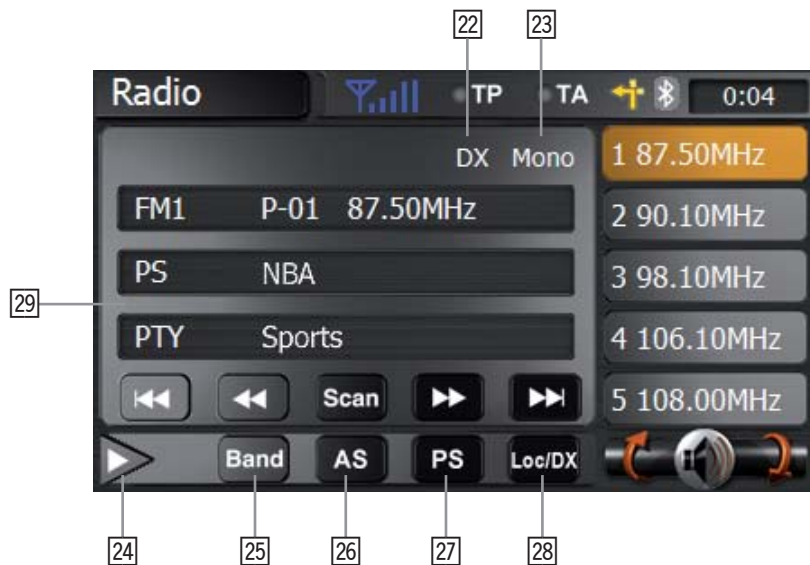 22 23
Radio TP TA 0:04
DX Mono
FM1 P-01 87.50MHz
PS NBA
PTY Sports
1 87.50MHz
2 90.10MHz
3 98.10MHz
4 106.10MHz
5 108.00MHz
29
Scan
Band AS PS Loc/DX
24 25 26 27 28